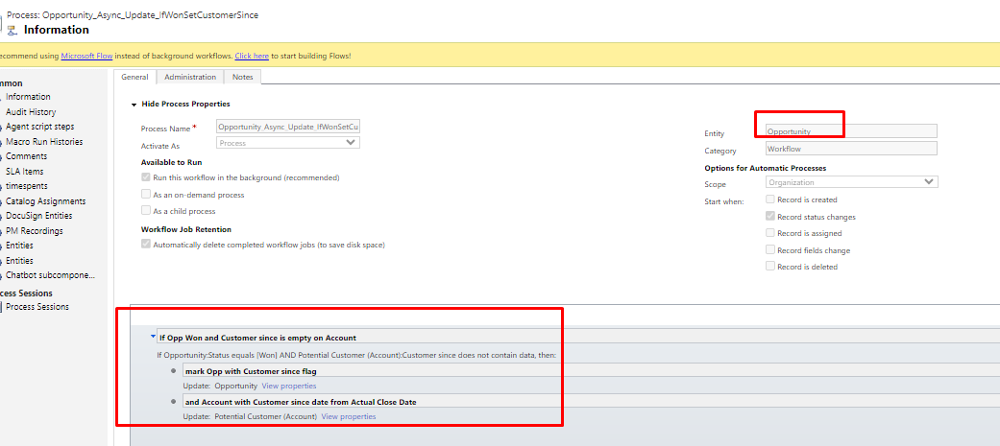 Process: Opportunity_Async_Update_IfWonSetCustomerSince
Information
ecommend using Microsoft Flow instead of background workflows. Click here to start building Flows!
mmon
Information
Audit History
Agent script steps
Macro Run Histories
Comments
SLA Items
timespents
Catalog Assignments
DocuSign Entities
PM Recordings
Entities
Entities
Chatbot subcompone...
cess Sessions
Process Sessions
General
Administration
Notes
Hide Process Properties
Process Name*
Opportunity_Async_Update_IfWonSetCu
Activate As
Process
Available to Run
Run this workflow in the background (recommended)
As an on-demand process
As a child process
Workflow Job Retention
Automatically delete completed workflow jobs (to save disk space)
Entity
Opportunity
Category
Workflow
Options for Automatic Processes
Scope
Organization
Start when:
Record is created
Record status changes
Record is assigned
Record fields change
Record is deleted
If Opp Won and Customer since is empty on Account
If Opportunity:Status equals [Won] AND Potential Customer (Account):Customer since does not contain data, then:
mark Opp with Customer since flag
Update: Opportunity View properties
and Account with Customer since date from Actual Close Date
Update: Potential Customer (Account) View properties